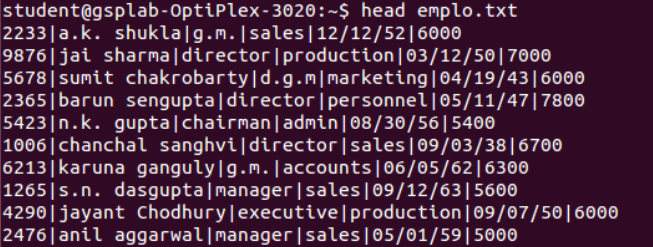 student@gsplab-OptiPlex-3020:~$ head emplo.txt
2233|a.k. shukla|g.m.|sales|12/12/52|6000
9876|jai sharma|director|production|03/12/50|7000
5678|sumit chakrobarty|d.g.m|marketing|04/19/43|6000
2365|barun sengupta|director|personnel|05/11/47|7800
5423|n.k. gupta|chairman|admin|08/30/56|5400
1006|chanchal sanghvi|director|sales|09/03/38|6700
6213|karuna ganguly|g.m.|accounts|06/05/62|6300
1265|s.n. dasgupta|manager|sales|09/12/63|5600
4290|jayant Chodhury|executive|production|09/07/50|6000
2476|anil aggarwal|manager|sales|05/01/59|5000